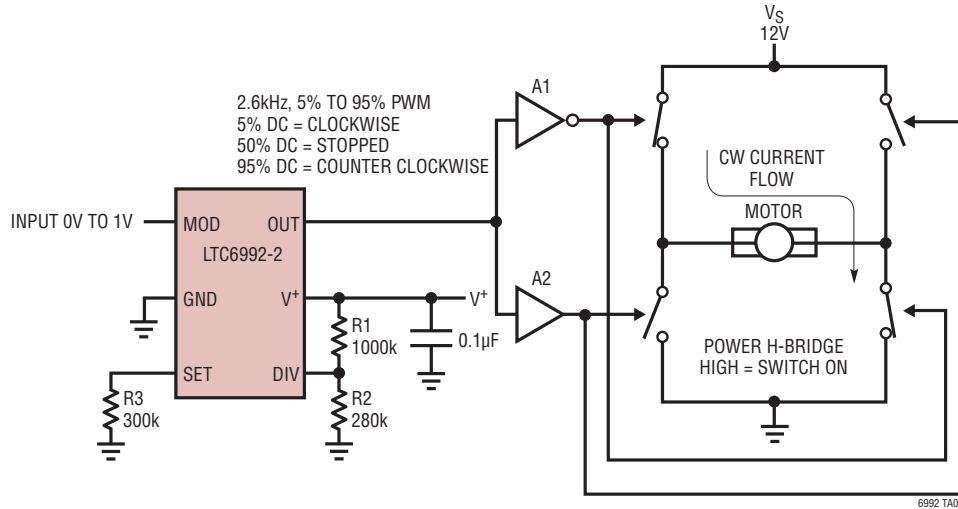 VS
12V
A1
2.6kHz, 5% TO 95% PWM
5% DC = CLOCKWISE
50% DC = STOPPED
95% DC = COUNTER CLOCKWISE
CW CURRENT
FLOW
MOTOR
INPUT 0V TO 1V
MOD
OUT
LTC6992-2
A2
GND
V+
V+
R1
1000k
0.1µF
POWER H-BRIDGE
HIGH = SWITCH ON
SET
DIV
R3
300k
R2
280k
6992 TA0